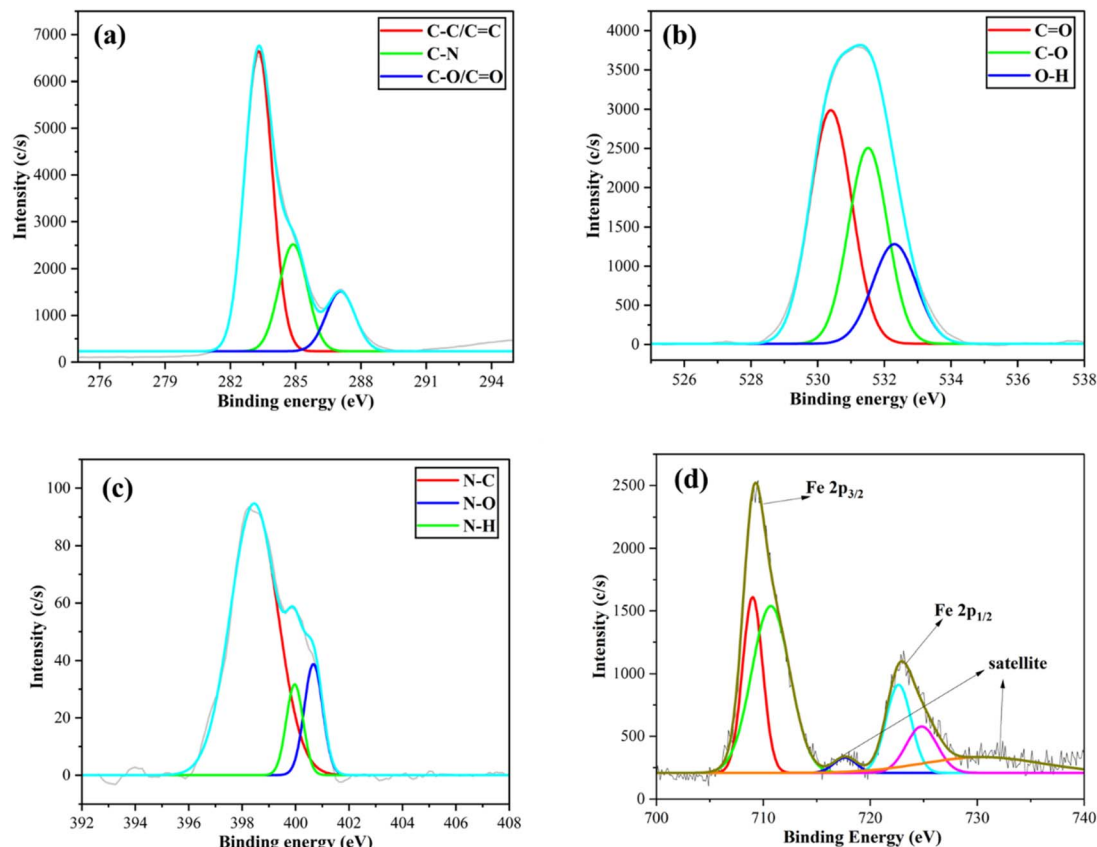 (a)
C-C/C=C
C-N
C-O/C=O
7000
6000
5000
4000
3000
2000
1000
0
Intensity (c/s)
276 279 282 285 288 291 294
Binding energy (eV)
(b)
C=O
C-O
O-H
4000
3500
3000
2500
2000
1500
1000
500
0
Intensity (c/s)
526 528 530 532 534 536 538
Binding energy (eV)
(c)
N-C
N-O
N-H
100
80
60
40
20
0
Intensity (c/s)
392 394 396 398 400 402 404 406 408
Binding energy (eV)
(d)
Fe 2p3/2
Fe 2p1/2
satellite
2500
2000
1500
1000
500
0
Intensity (c/s)
700 710 720 730 740
Binding Energy (eV)